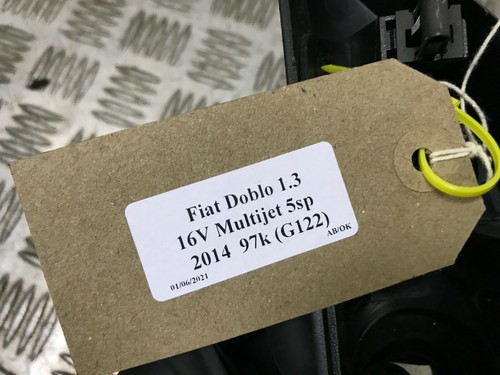 Fiat Doblo 1.3
16V Multijet 5sp
2014 97k (G122)
01/06/2021 AB/OK